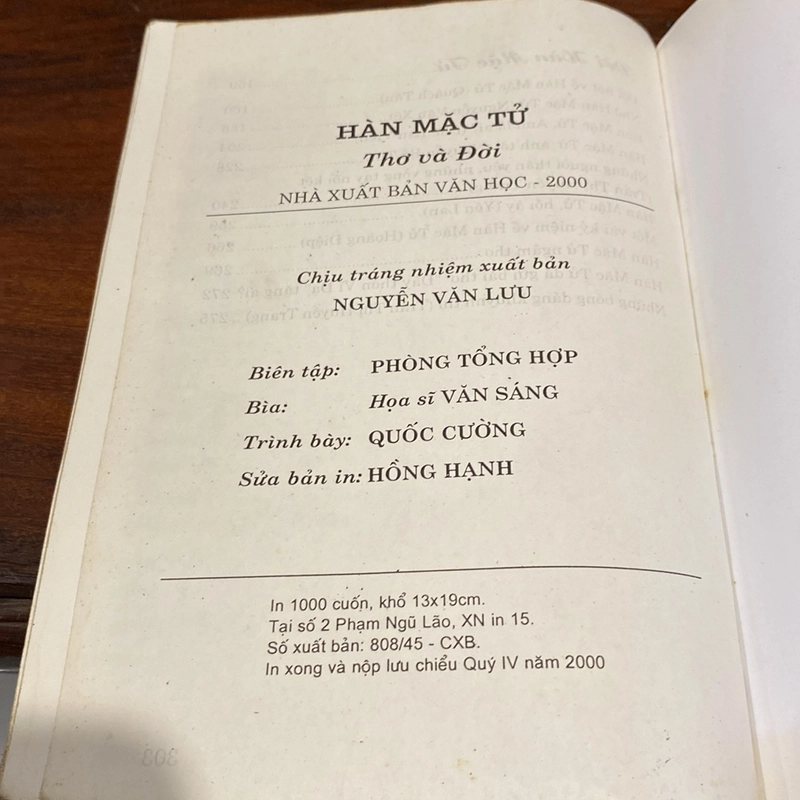 HÀN MẶC TỬ
Thơ và Đời
NHÀ XUẤT BẢN VĂN HỌC - 2000
Chịu tráng nhiệm xuất bản
NGUYỄN VĂN LƯU
Biên tập: PHÒNG TỔNG HỢP
Bìa: Họa sĩ VĂN SÁNG
Trình bày: QUỐC CƯỜNG
Sửa bản in: HỒNG HẠNH
In 1000 cuốn, khổ 13x19cm.
Tại số 2 Phạm Ngũ Lão, XN in 15.
Số xuất bản: 808/45 - CXB.
In xong và nộp lưu chiểu Quý IV năm 2000